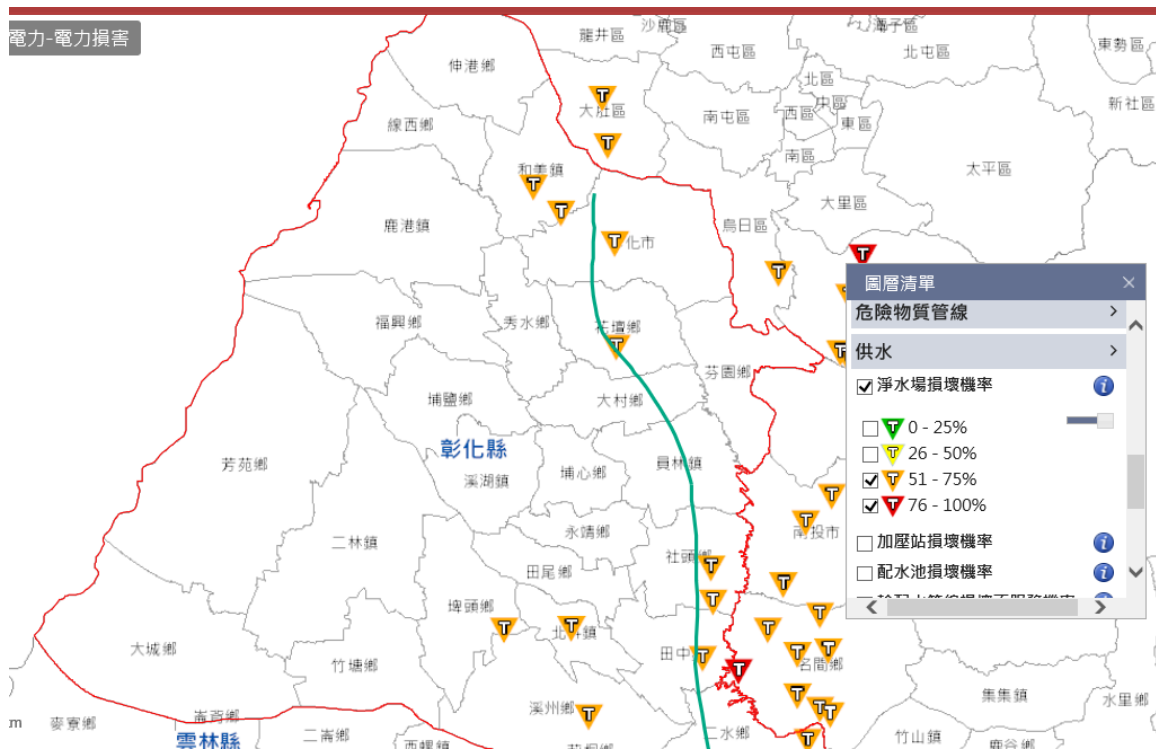 電力-電力損害
沙鹿區
潭子區
龍井區
西屯區
北屯區
東勢區
伸港鄉
北區
新社區
大肚區
南屯區
西區
中區
東區
線西鄉
南區
和美鎮
太平區
大里區
鹿港鎮
烏日區
化市
圖層清單
危險物質管線
供水
淨水場損壞機率
0 - 25%
26 - 50%
51 - 75%
76 - 100%
加壓站損壞機率
配水池損壞機率
福興鄉
秀水鄉
花壇鄉
芬園鄉
埔鹽鄉
大村鄉
彰化縣
芳苑鄉
溪湖鎮
埔心鄉
員林鎮
永靖鄉
南投市
二林鎮
社頭鄉
田尾鄉
埤頭鄉
北斗鎮
大城鄉
竹塘鄉
田中
名間鄉
集集鎮
水里鄉
溪州鄉
m
麥寮鄉
崙背鄉
雲林縣
二崙鄉
西螺鎮
二水鄉
竹山鎮
鹿谷鄉